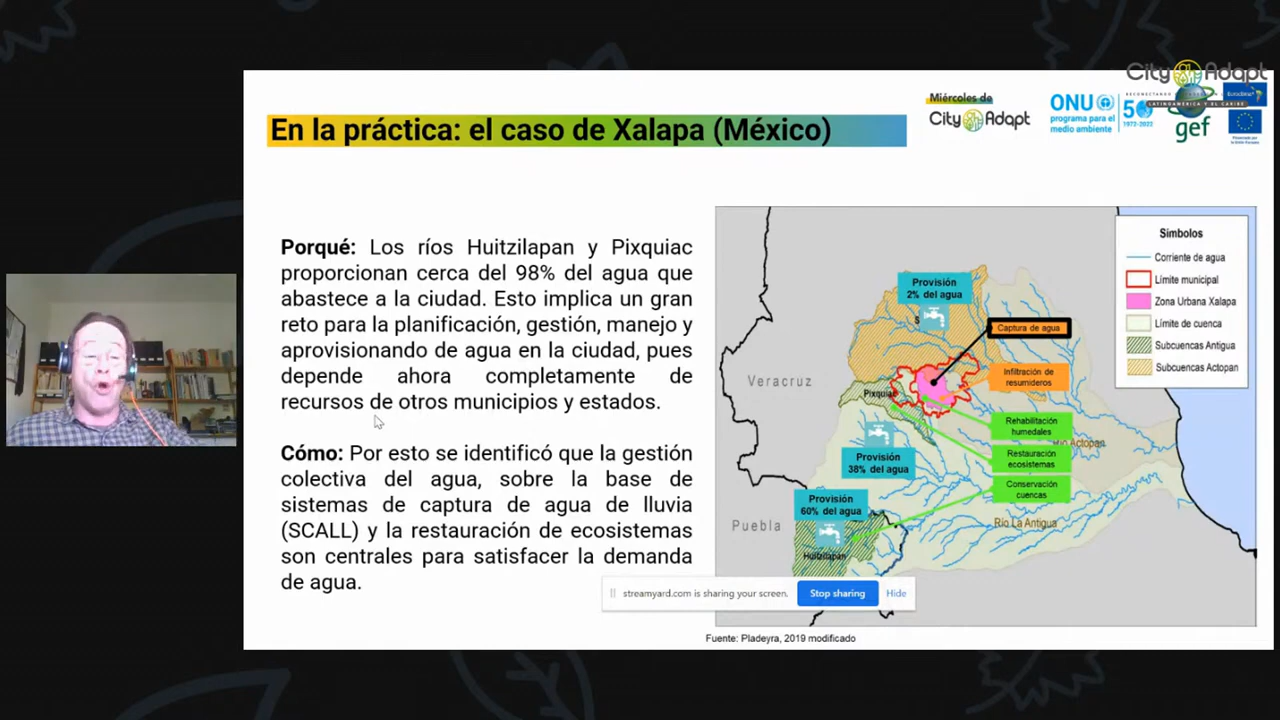 City Adapt
LATINOAMÉRICA Y EL CARIBE
Miércoles de
City Adapt
ONU
programa para el
medio ambiente
50
1972-2022
gef
En la práctica: el caso de Xalapa (México)
Porqué: Los ríos Huitzilapan y Pixquiac
proporcionan cerca del 98% del agua que
abastece a la ciudad. Esto implica un gran
reto para la planificación, gestión, manejo y
aprovisionando de agua en la ciudad, pues
depende ahora completamente de
recursos de otros municipios y estados.
Cómo: Por esto se identificó que la gestión
colectiva del agua, sobre la base de
sistemas de captura de agua de lluvia
(SCALL) y la restauración de ecosistemas
son centrales para satisfacer la demanda
de agua.
Símbolos
Corriente de agua
Límite municipal
Zona Urbana Xalapa
Límite de cuenca
Subcuencas Antigua
Subcuencas Actopan
Provisión
2% del agua
5
Captura de agua
Veracruz
Infiltración de
resumideros
Pixquiac
Rehabilitación
humedales
Río Actopan
Restauración
ecosistemas
Provisión
38% del agua
Conservación
cuencas
Provisión
60% del agua
Puebla
Río La Antigua
Huitzilapan
streamyard.com is sharing your screen.
Stop sharing
Hide
Fuente: Pladeyra, 2019 modificado